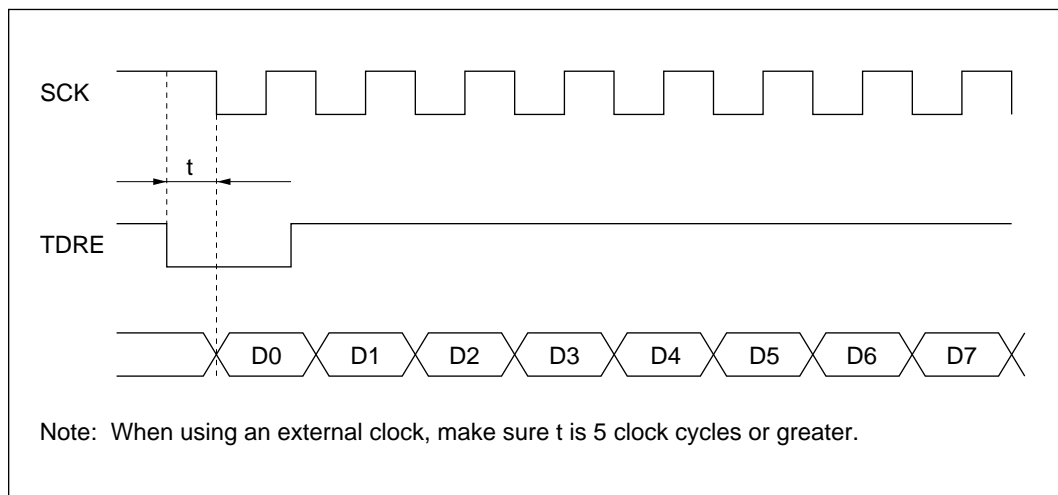 SCK
t
TDRE
D0 D1 D2 D3 D4 D5 D6 D7
Note: When using an external clock, make sure t is 5 clock cycles or greater.